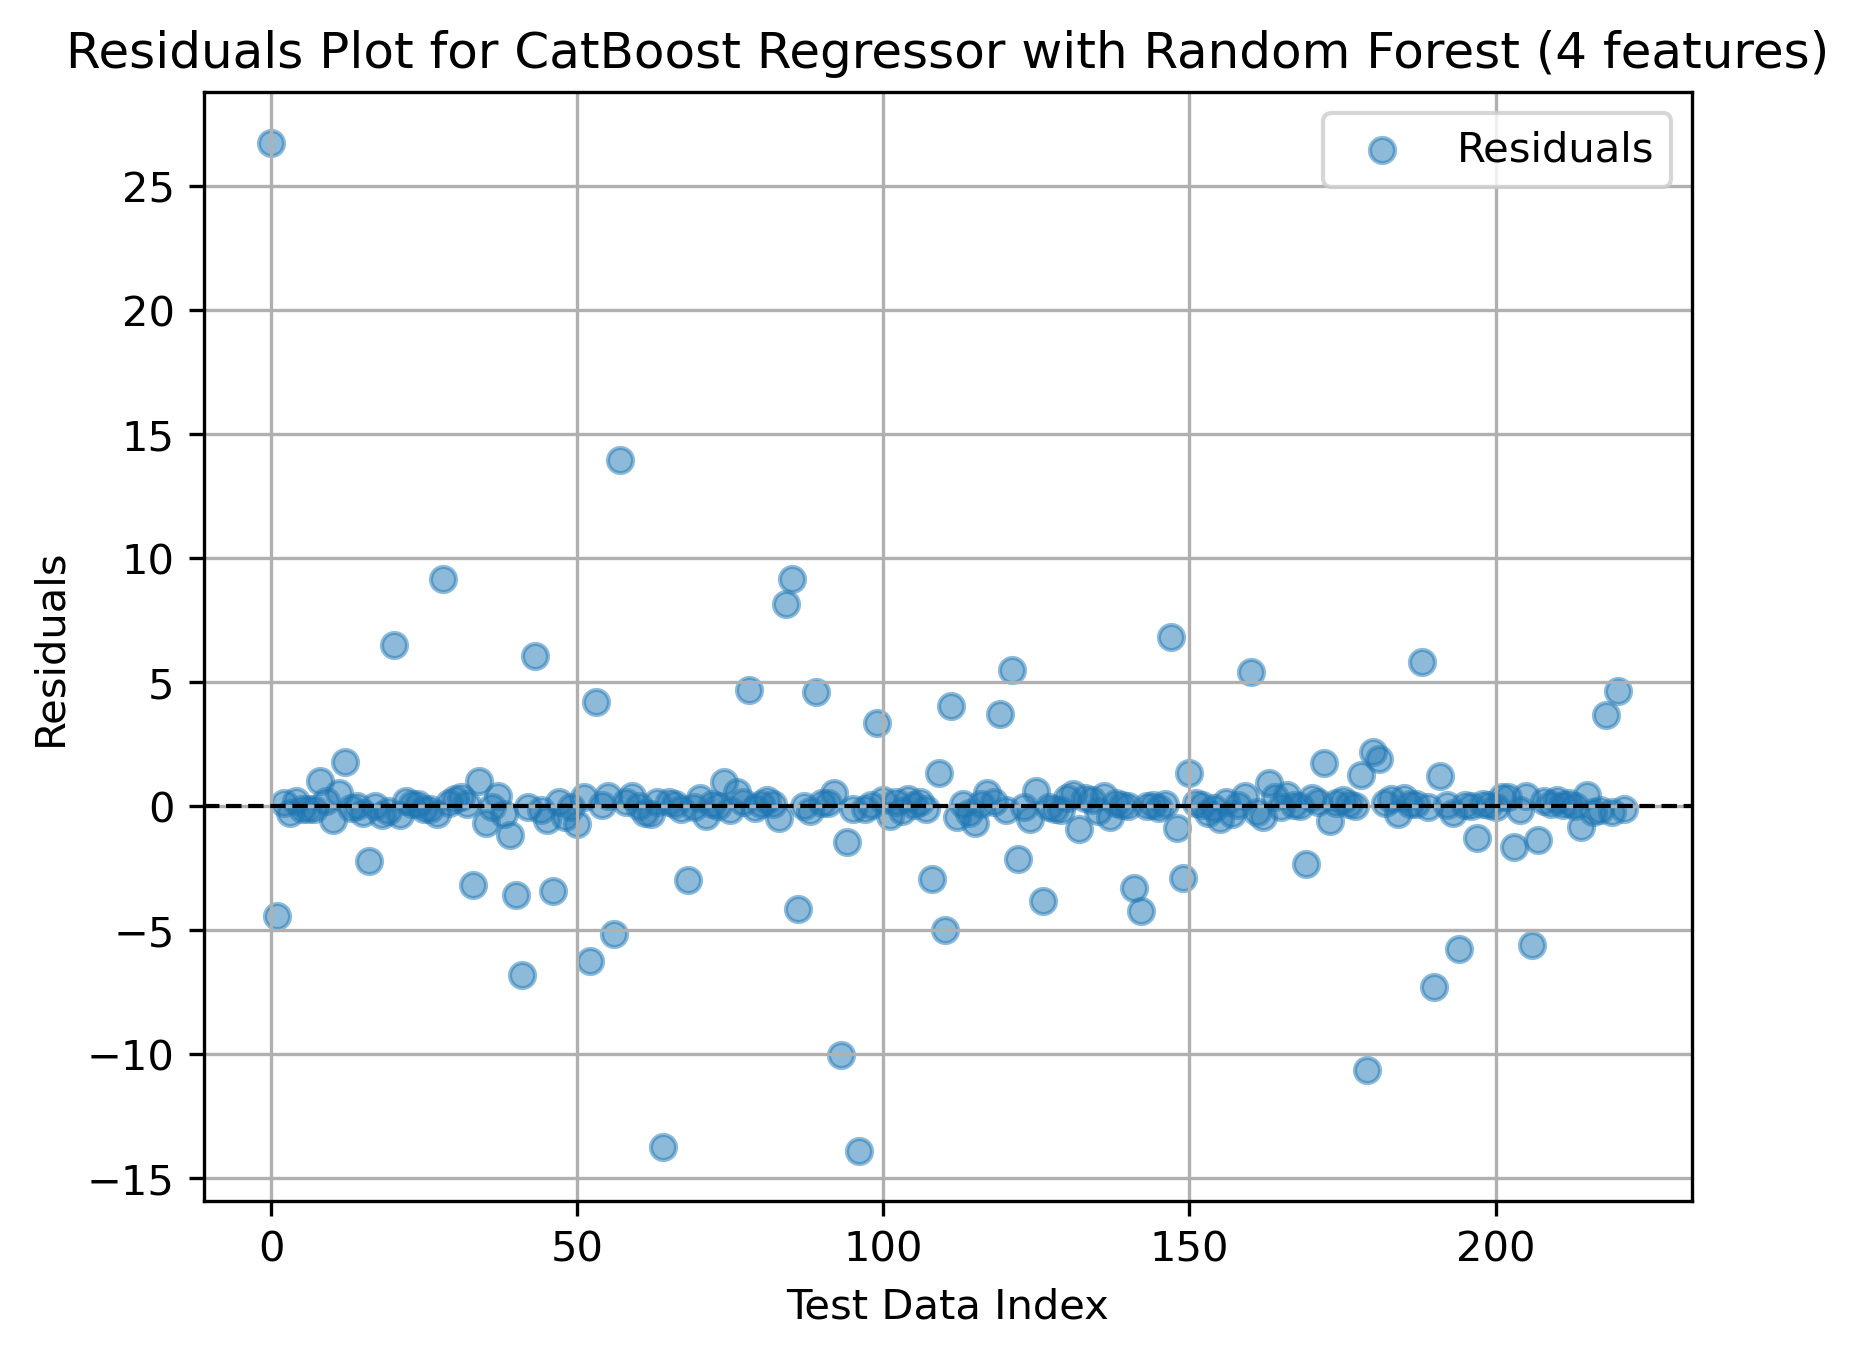 Residuals Plot for CatBoost Regressor with Random Forest (4 features)
Residuals
25
20
15
10
5
0
−5
−10
−15
Residuals
0 50 100 150 200
Test Data Index